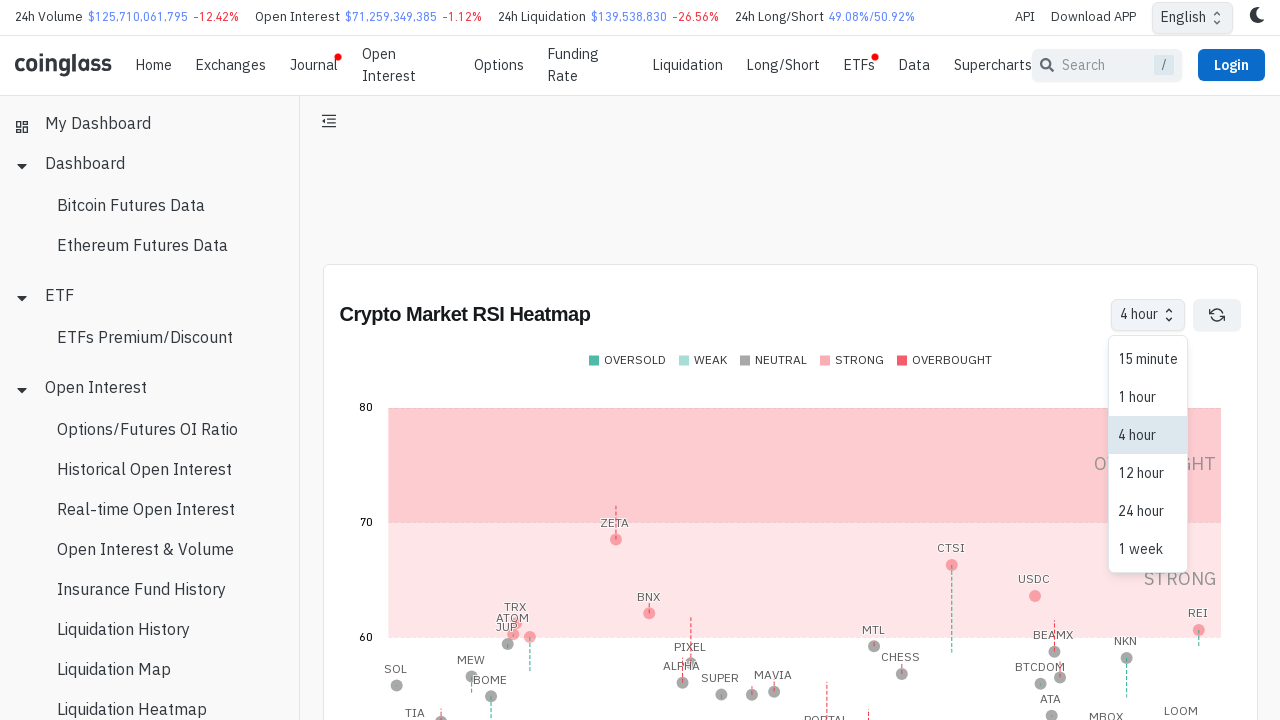 24h Volume $125,710,061,795 -12.42% Open Interest $71,259,349,385 -1.12% 24h Liquidation $139,538,830 -26.56% 24h Long/Short 49.08%/50.92% API Download APP English
coinglass Home Exchanges Journal Open Interest Options Funding Rate Liquidation Long/Short ETFs Data Supercharts Search / Login
My Dashboard
Dashboard
Bitcoin Futures Data
Ethereum Futures Data
ETF
ETFs Premium/Discount
Open Interest
Options/Futures OI Ratio
Historical Open Interest
Real-time Open Interest
Open Interest & Volume
Insurance Fund History
Liquidation History
Liquidation Map
Liquidation Heatmap
Crypto Market RSI Heatmap
4 hour
15 minute
1 hour
4 hour
12 hour
24 hour
1 week
OVERSOLD WEAK NEUTRAL STRONG OVERBOUGHT
80
70
ZETA
CTSI
STRONG
USDC
BNX
TRX
REI
ATOM
JUP
MTL
60
BEAMX
NKN
PIXEL
CHESS
MEW
ALPHA
BTCDOM
SOL
MAVIA
SUPER
BOME
ATA
LOOM
TIA
MBOX
PORTAL